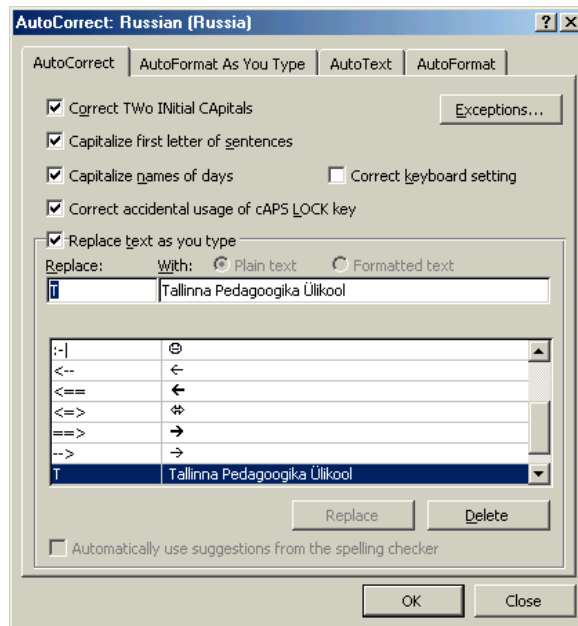 AutoCorrect: Russian (Russia)
AutoCorrect AutoFormat As You Type AutoText AutoFormat
Correct TWo INitial CApitals Exceptions...
Capitalize first letter of sentences
Capitalize names of days Correct keyboard setting
Correct accidental usage of cAPS LOCK key
Replace text as you type
Replace: With: Plain text Formatted text
T Tallinna Pedagoogika Ülikool
:-| 😐
<-- ←
<== 🡸
<=> ⇔
==> 🡺
--> →
T Tallinna Pedagoogika Ülikool
Replace Delete
Automatically use suggestions from the spelling checker
OK Close